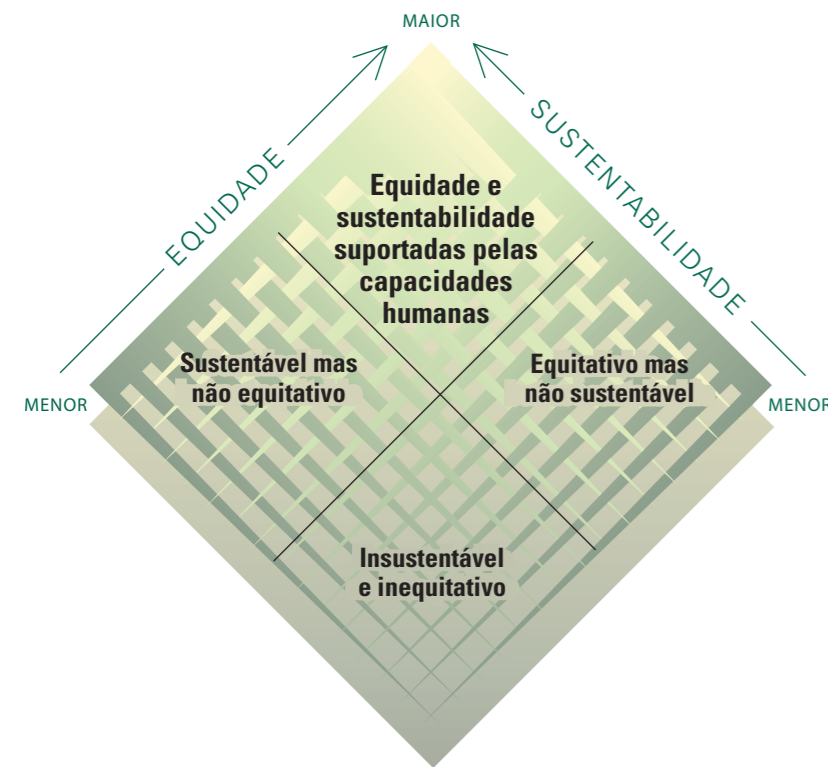 MAIOR
EQUIDADE
SUSTENTABILIDADE
Equidade e
sustentabilidade
suportadas pelas
capacidades
humanas
Sustentável mas
não equitativo
Equitativo mas
não sustentável
MENOR
MENOR
Insustentável
e inequitativo